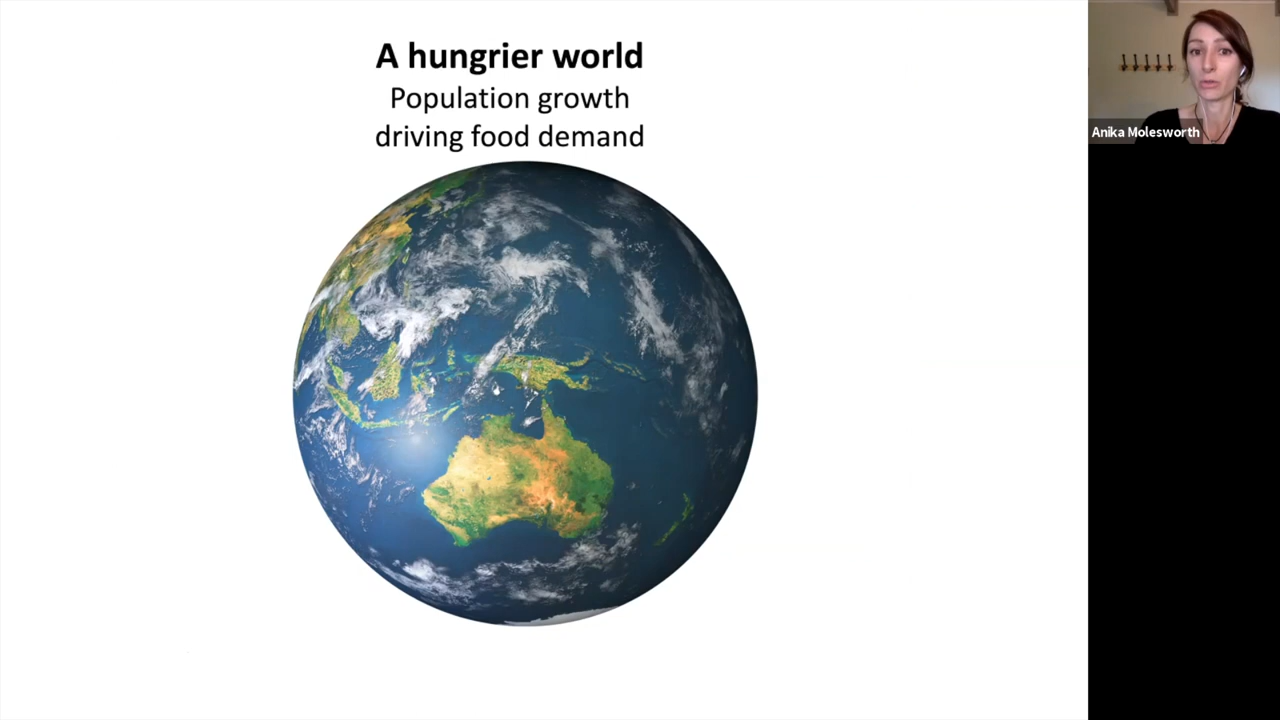 A hungrier world
Population growth
driving food demand
Anika Molesworth